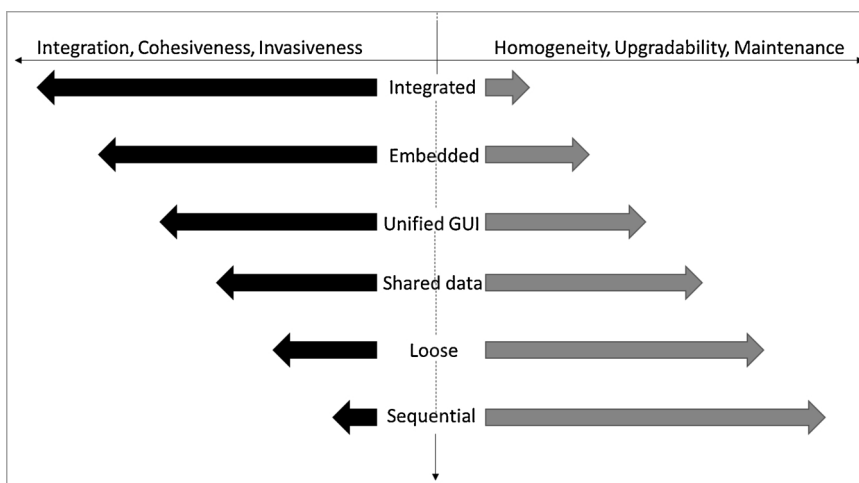 Integration, Cohesiveness, Invasiveness
Homogeneity, Upgradability, Maintenance
Integrated
Embedded
Unified GUI
Shared data
Loose
Sequential